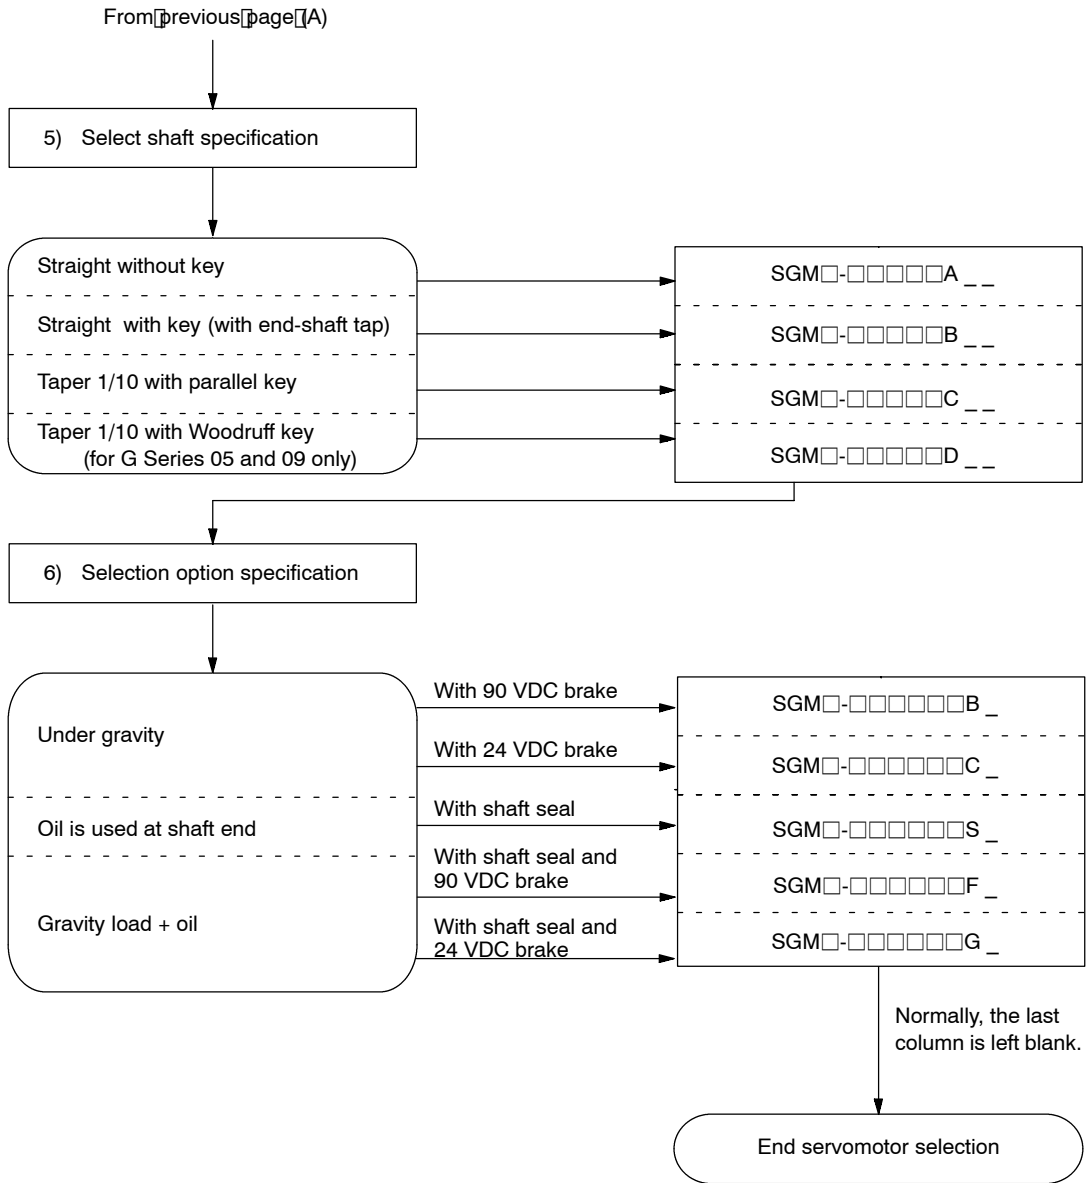 From□previous□page□(A)
5) Select shaft specification
Straight without key
Straight with key (with end-shaft tap)
Taper 1/10 with parallel key
Taper 1/10 with Woodruff key
(for G Series 05 and 09 only)
SGM□-□□□□□A _ _
SGM□-□□□□□B _ _
SGM□-□□□□□C _ _
SGM□-□□□□□D _ _
6) Selection option specification
Under gravity
Oil is used at shaft end
Gravity load + oil
With 90 VDC brake
With 24 VDC brake
With shaft seal
With shaft seal and
90 VDC brake
With shaft seal and
24 VDC brake
SGM□-□□□□□□B _
SGM□-□□□□□□C _
SGM□-□□□□□□S _
SGM□-□□□□□□F _
SGM□-□□□□□□G _
Normally, the last
column is left blank.
End servomotor selection